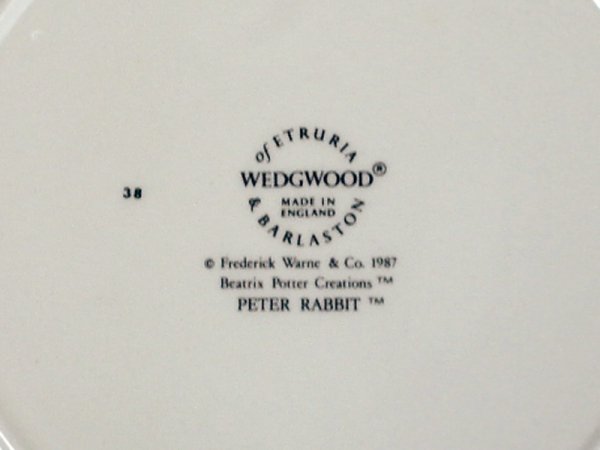 of ETRURIA
WEDGWOOD®
MADE IN
ENGLAND
& BARLASTON
38
© Frederick Warne & Co. 1987
Beatrix Potter Creations ™
PETER RABBIT ™